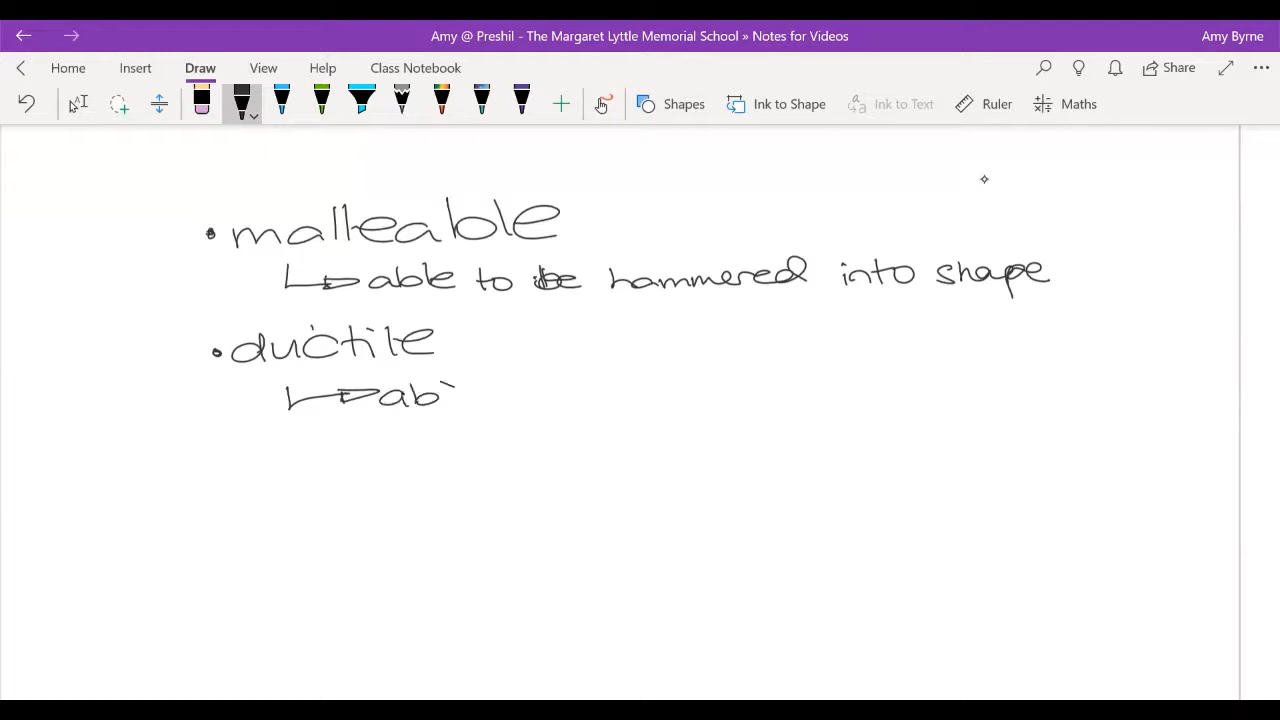 Amy @ Preshil - The Margaret Lyttle Memorial School » Notes for Videos
Amy Byrne
Home Insert Draw View Help Class Notebook Share
Shapes Ink to Shape Ink to Text Ruler Maths
• malleable
able to be hammered into shape
• ductile
ab